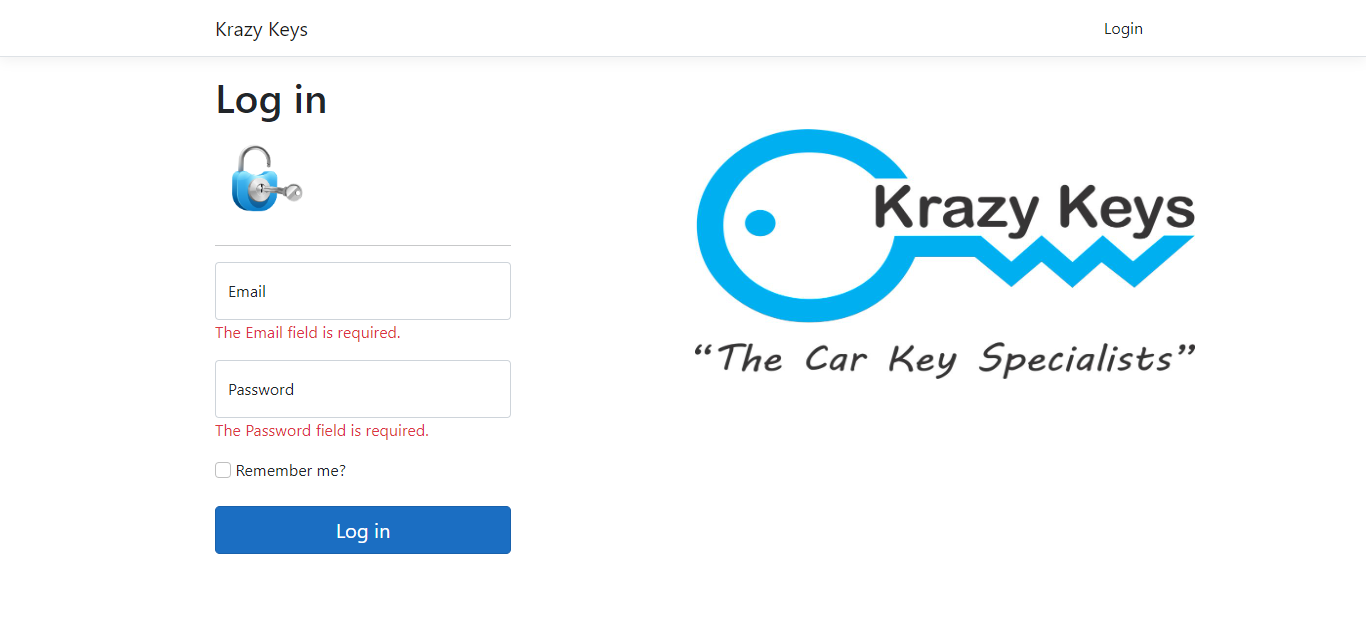 Krazy Keys
Login
Log in
Email
The Email field is required.
Password
The Password field is required.
Remember me?
Log in
Krazy Keys
“The Car Key Specialists”